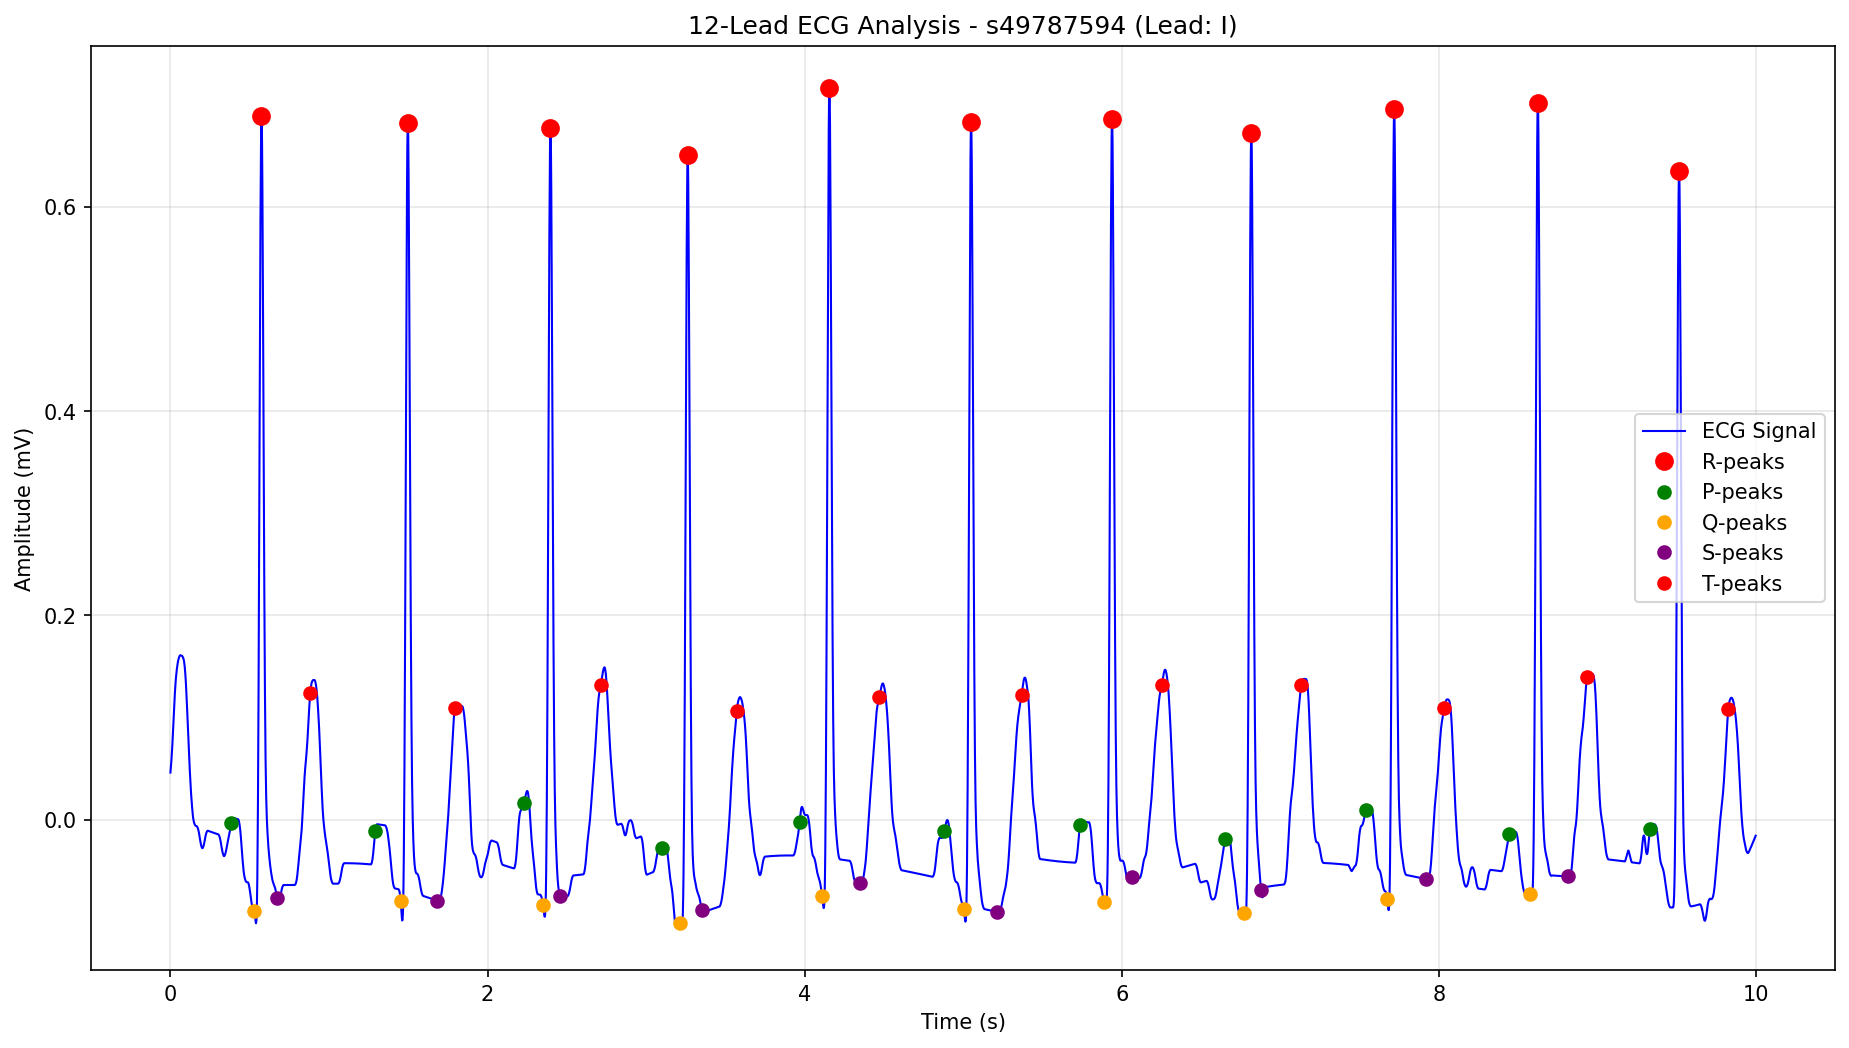 12-Lead ECG Analysis - s49787594 (Lead: I)
Amplitude (mV)
0.6
0.4
0.2
0.0
ECG Signal
R-peaks
P-peaks
Q-peaks
S-peaks
T-peaks
0 2 4 6 8 10
Time (s)